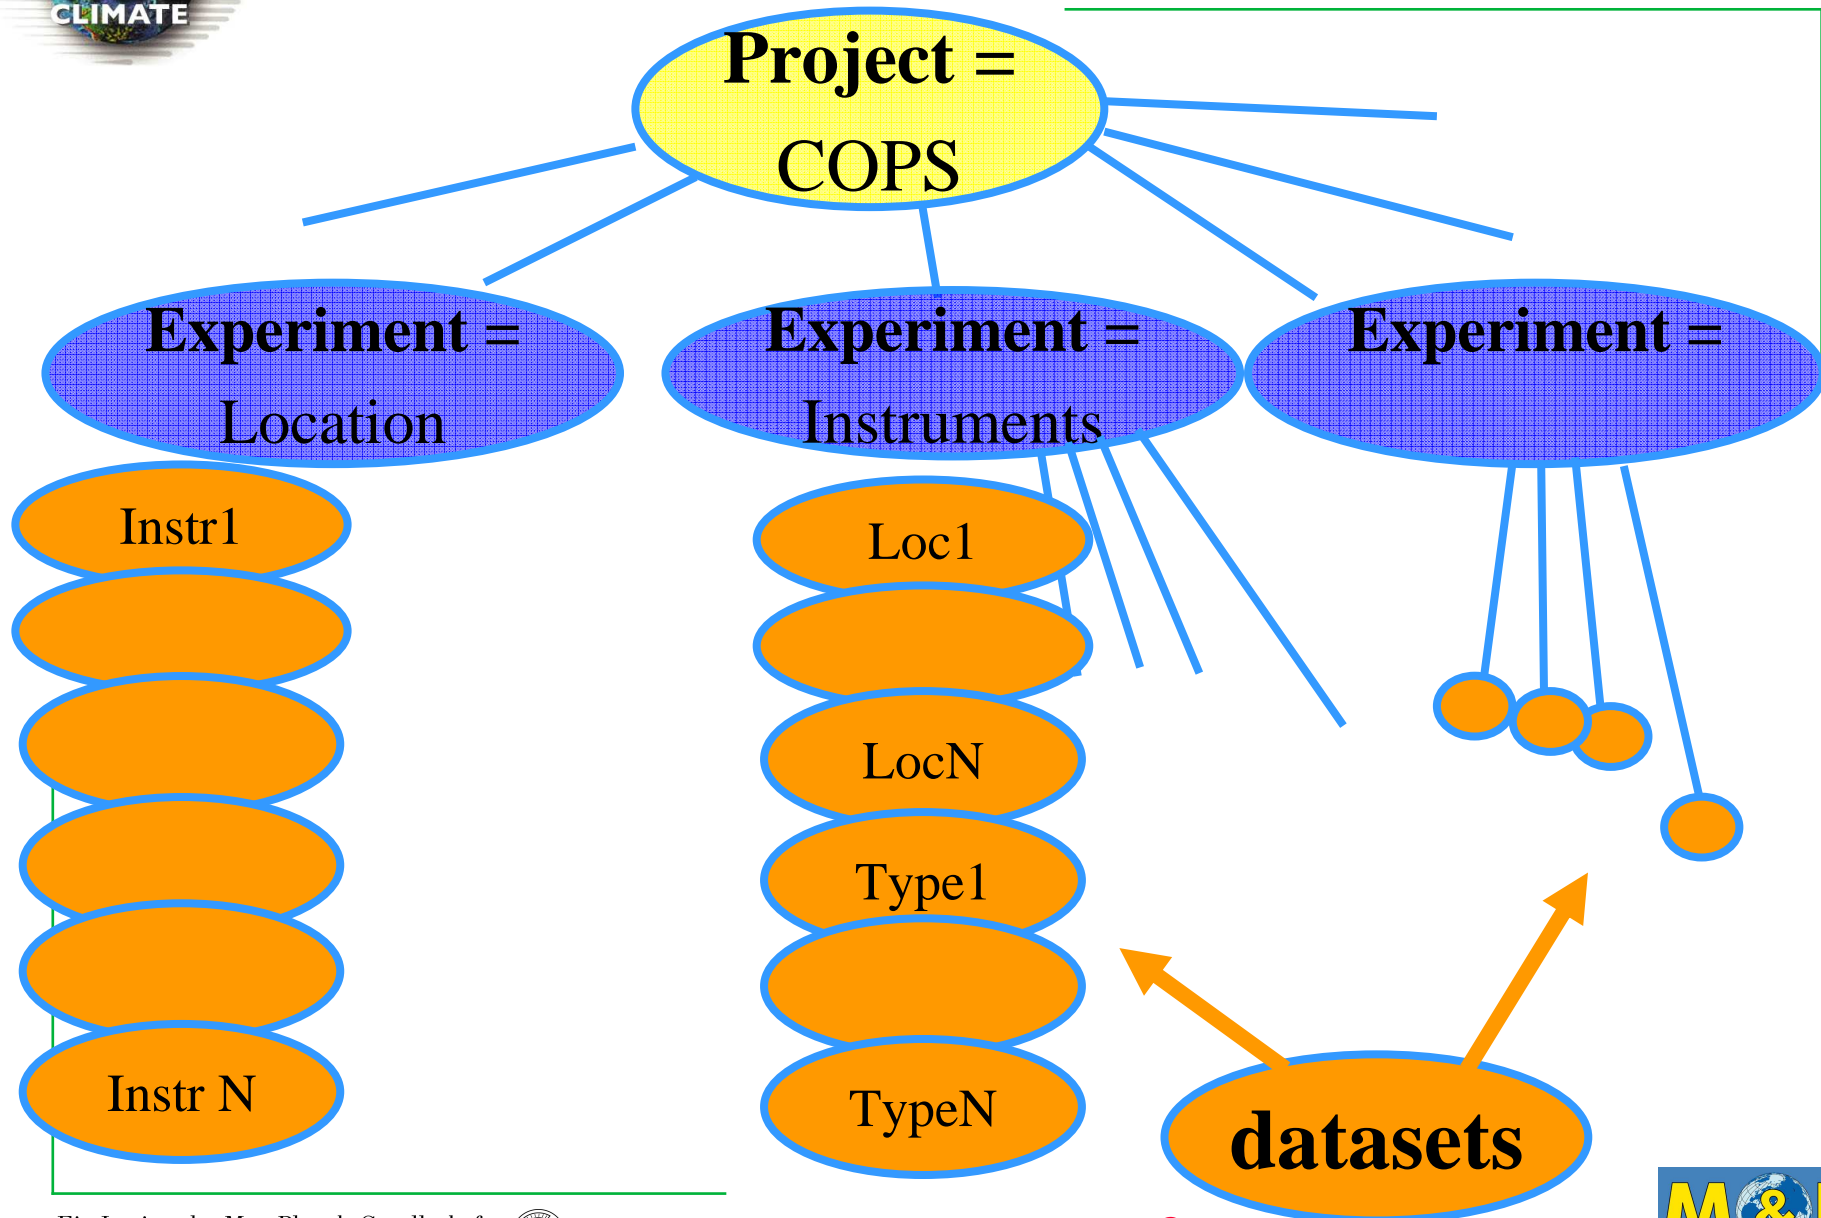 CLIMATE
Project =
COPS
Experiment =
Location
Experiment =
Instruments
Experiment =
Instr1
Loc1
LocN
Type1
Instr N
TypeN
datasets
M&